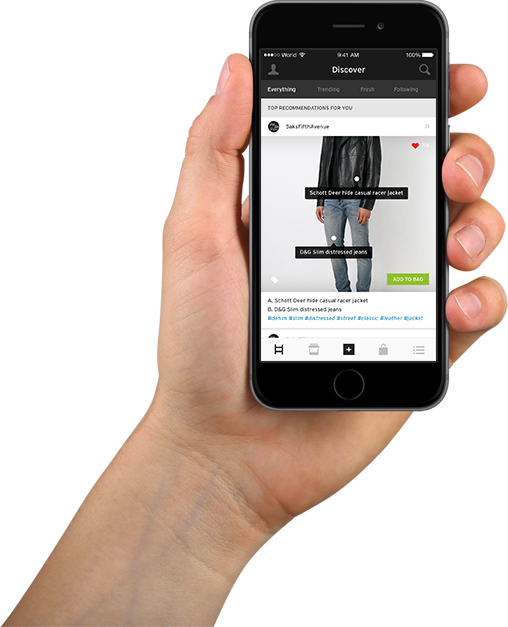 World 9:41 AM 100%
Discover
Everything Trending Fresh Following
TOP RECOMMENDATIONS FOR YOU
SaksFifthAvenue
Schott Deer hide casual racer jacket
D&G Slim distressed jeans
ADD TO BAG
A. Schott Deer hide casual racer jacket
B. D&G Slim distressed jeans
#denim #slim #distressed #street #classic #leather #jacket